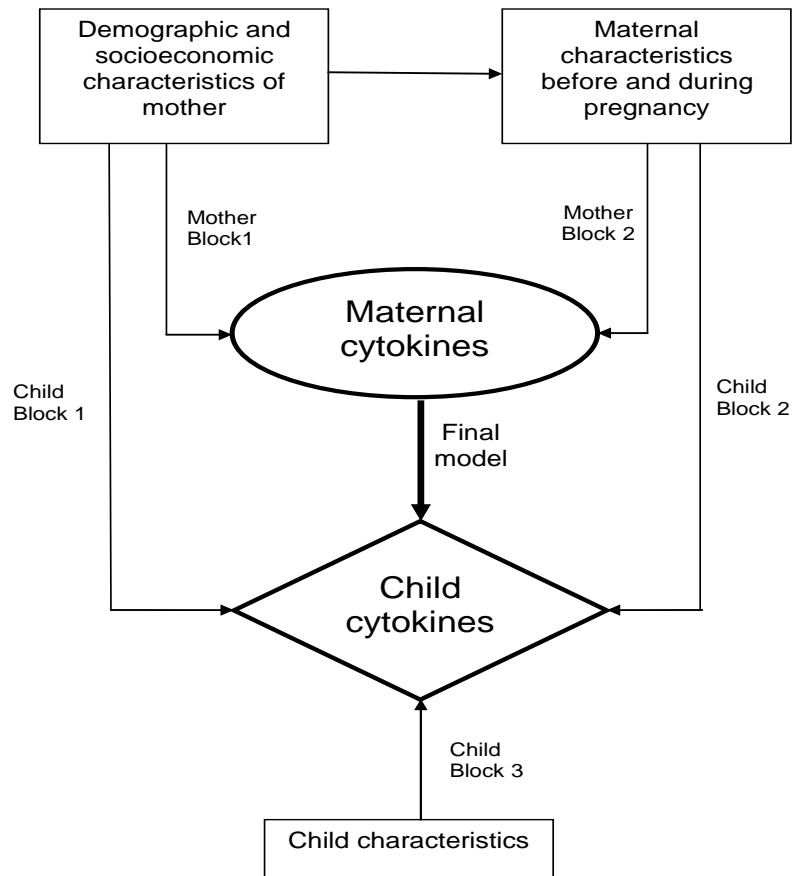 Demographic and
socioeconomic
characteristics of
mother
Maternal
characteristics
before and during
pregnancy
Mother
Block1
Mother
Block 2
Maternal
cytokines
Child
Block 1
Child
Block 2
Final
model
Child
cytokines
Child
Block 3
Child characteristics